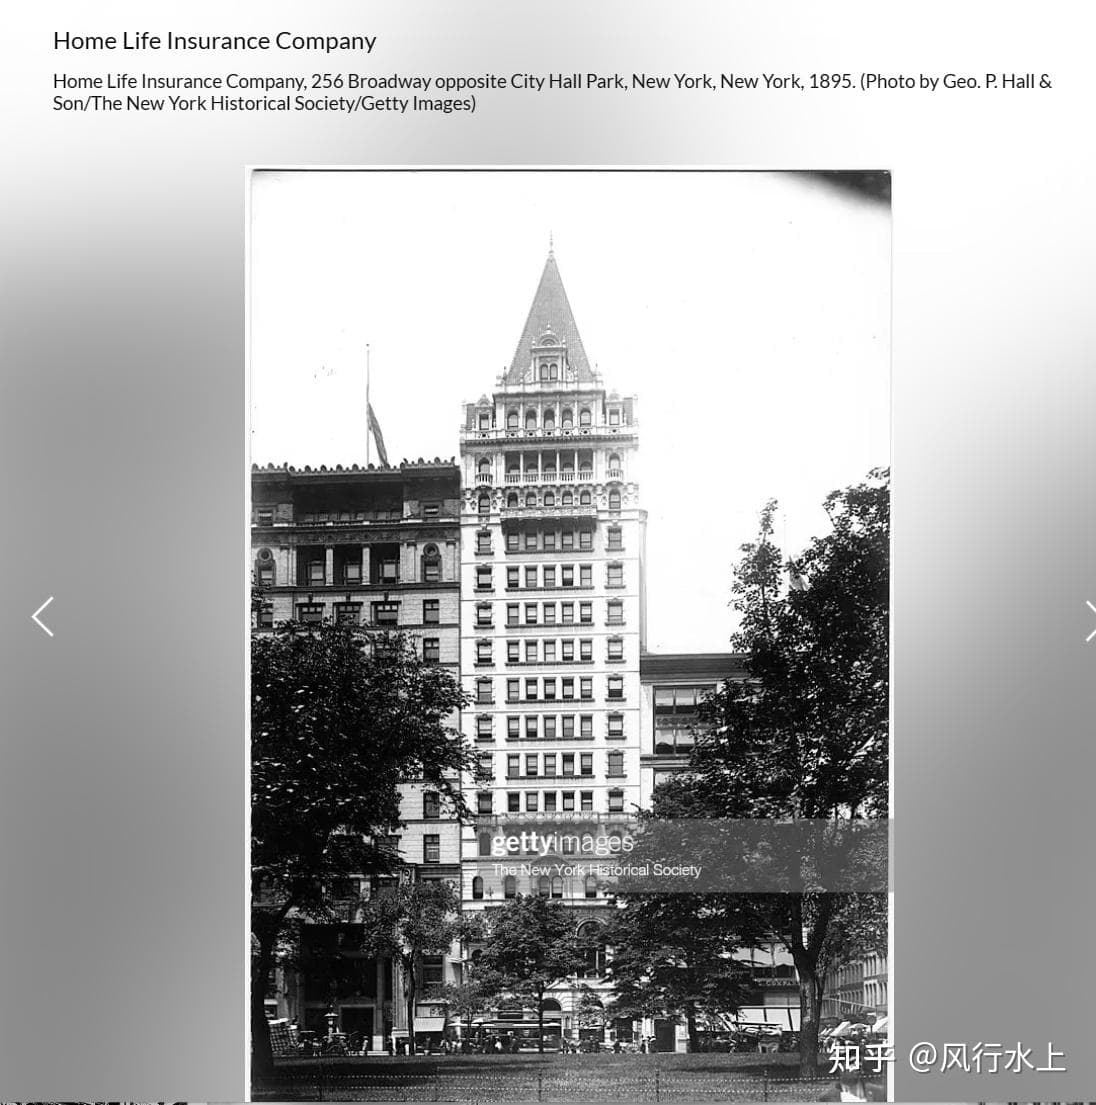 Home Life Insurance Company
Home Life Insurance Company, 256 Broadway opposite City Hall Park, New York, New York, 1895. (Photo by Geo. P. Hall &
Son/The New York Historical Society/Getty Images)
gettyimages
The New York Historical Society
知乎 @风行水上